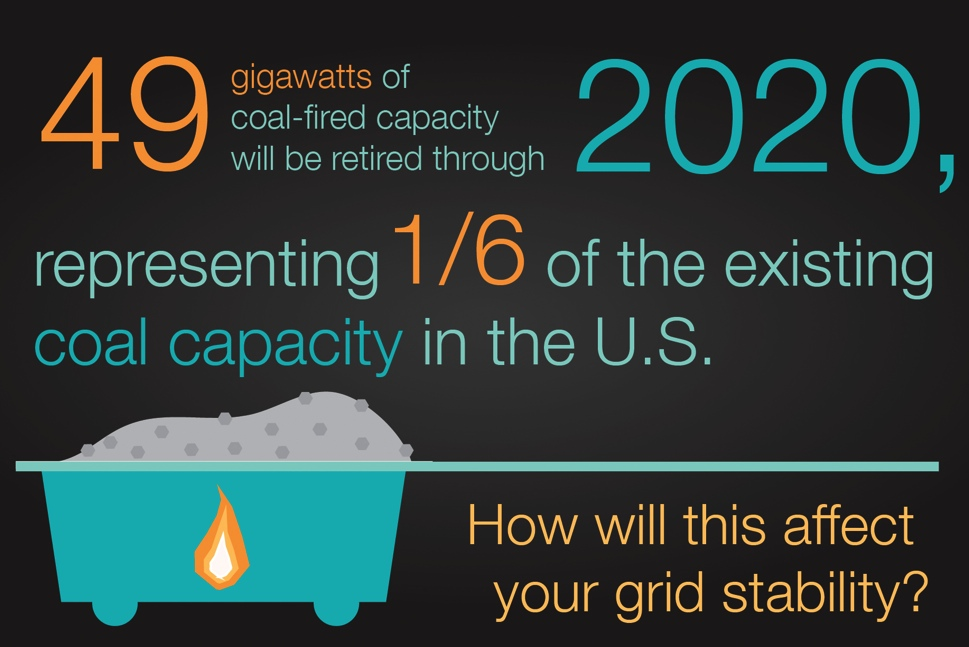 49 gigawatts of
coal-fired capacity
will be retired through 2020,
representing 1/6 of the existing
coal capacity in the U.S.
How will this affect
your grid stability?